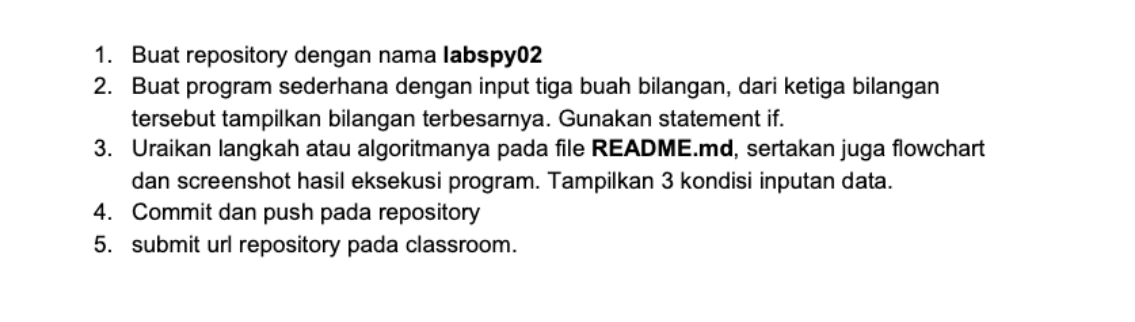 1. Buat repository dengan nama labspy02
2. Buat program sederhana dengan input tiga buah bilangan, dari ketiga bilangan
tersebut tampilkan bilangan terbesarnya. Gunakan statement if.
3. Uraikan langkah atau algoritmanya pada file README.md, sertakan juga flowchart
dan screenshot hasil eksekusi program. Tampilkan 3 kondisi inputan data.
4. Commit dan push pada repository
5. submit url repository pada classroom.